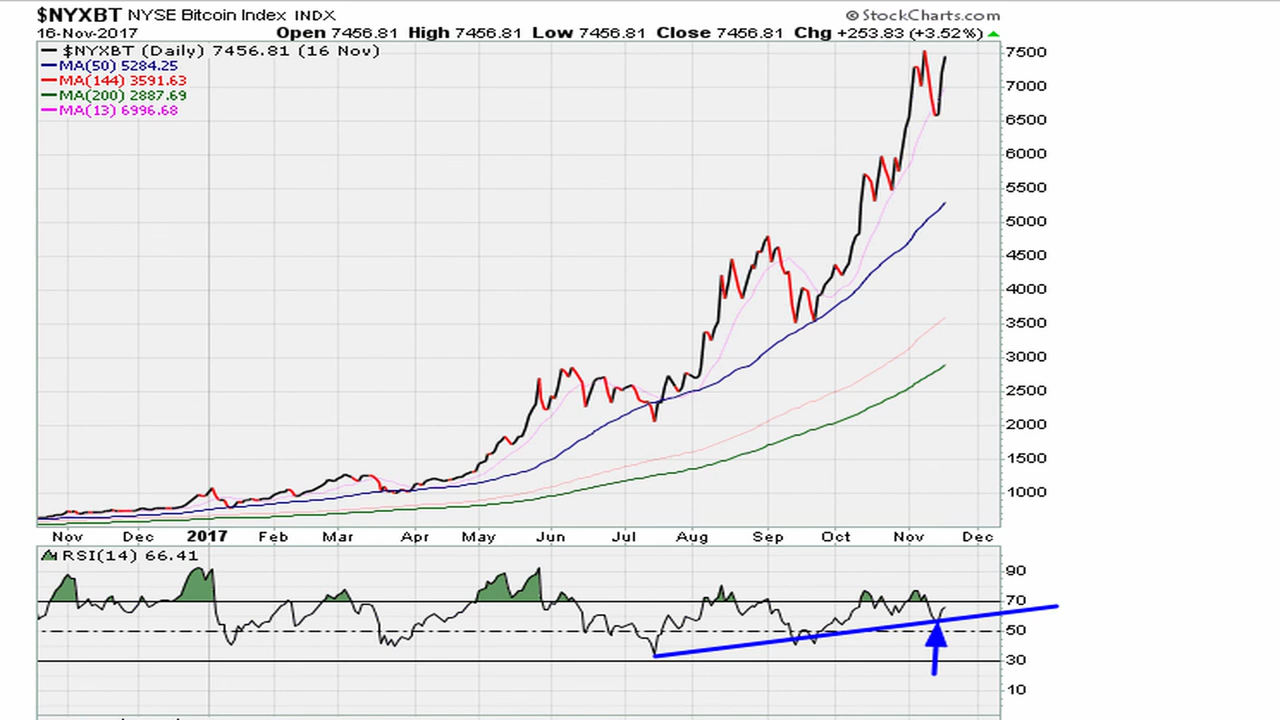 $NYXBT NYSE Bitcoin Index INDX © StockCharts.com
16-Nov-2017 Open 7456.81 High 7456.81 Low 7456.81 Close 7456.81 Chg +253.83 (+3.52%)
$NYXBT (Daily) 7456.81 (16 Nov)
MA(50) 5284.25
MA(144) 3591.63
MA(200) 2887.69
MA(13) 6996.68
7500
7000
6500
6000
5500
5000
4500
4000
3500
3000
2500
2000
1500
1000
Nov Dec 2017 Feb Mar Apr May Jun Jul Aug Sep Oct Nov Dec
RSI(14) 66.41
90
70
50
30
10